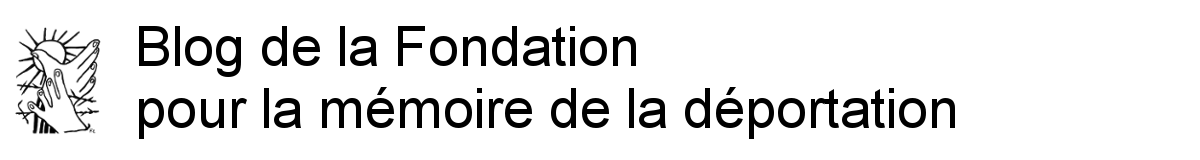 Blog de la Fondation
pour la mémoire de la déportation